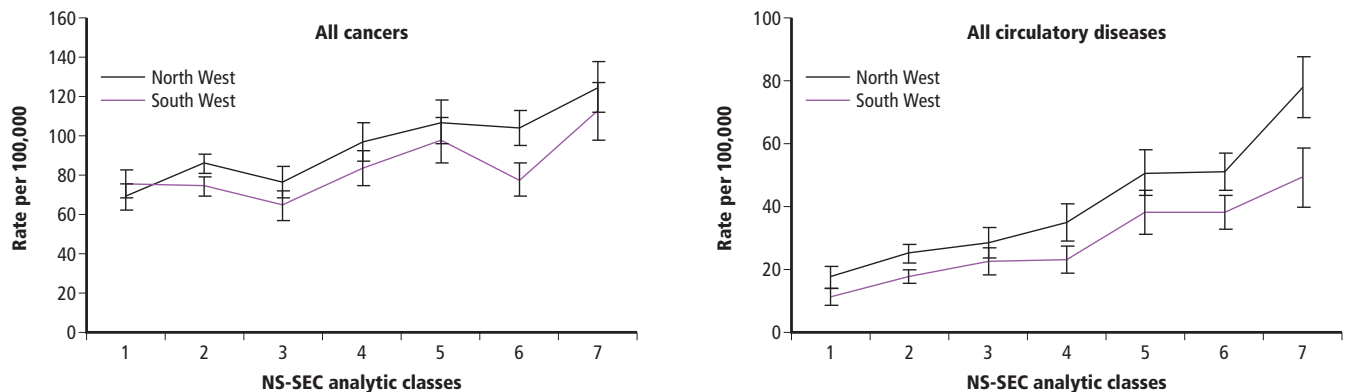 All cancers
Rate per 100,000
160
140
120
100
80
60
40
20
0
North West
South West
1 2 3 4 5 6 7
NS-SEC analytic classes
All circulatory diseases
Rate per 100,000
100
80
60
40
20
0
North West
South West
1 2 3 4 5 6 7
NS-SEC analytic classes